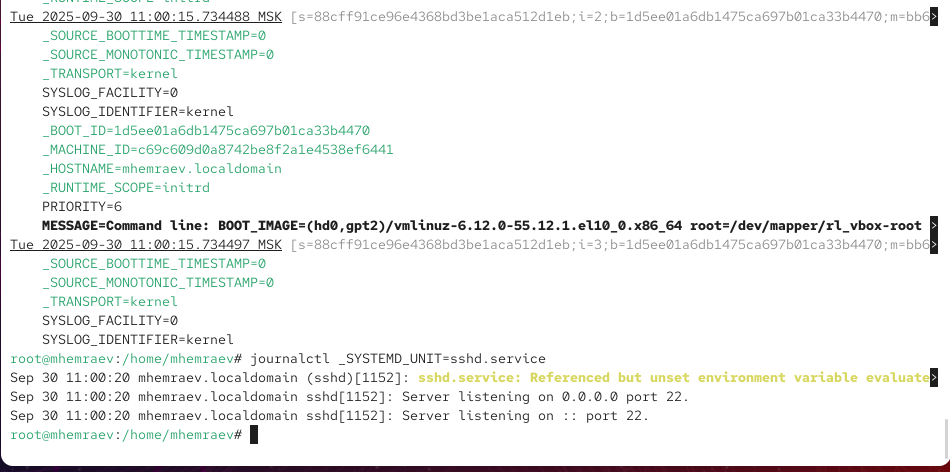 _RUNTIME_SCOPE=initrd
Tue 2025-09-30 11:00:15.734488 MSK [s=88cff91ce96e4368bd3be1aca512d1eb;i=2;b=1d5ee01a6db1475ca697b01ca33b4470;m=bb6>
_SOURCE_BOOTTIME_TIMESTAMP=0
_SOURCE_MONOTONIC_TIMESTAMP=0
_TRANSPORT=kernel
SYSLOG_FACILITY=0
SYSLOG_IDENTIFIER=kernel
_BOOT_ID=1d5ee01a6db1475ca697b01ca33b4470
_MACHINE_ID=c69c609d0a8742be8f2a1e4538ef6441
_HOSTNAME=mhemraev.localdomain
_RUNTIME_SCOPE=initrd
PRIORITY=6
MESSAGE=Command line: BOOT_IMAGE=(hd0,gpt2)/vmlinuz-6.12.0-55.12.1.el10_0.x86_64 root=/dev/mapper/rl_vbox-root >
Tue 2025-09-30 11:00:15.734497 MSK [s=88cff91ce96e4368bd3be1aca512d1eb;i=3;b=1d5ee01a6db1475ca697b01ca33b4470;m=bb6>
_SOURCE_BOOTTIME_TIMESTAMP=0
_SOURCE_MONOTONIC_TIMESTAMP=0
_TRANSPORT=kernel
SYSLOG_FACILITY=0
SYSLOG_IDENTIFIER=kernel
root@mhemraev:/home/mhemraev# journalctl _SYSTEMD_UNIT=sshd.service
Sep 30 11:00:20 mhemraev.localdomain (sshd)[1152]: sshd.service: Referenced but unset environment variable evaluate>
Sep 30 11:00:20 mhemraev.localdomain sshd[1152]: Server listening on 0.0.0.0 port 22.
Sep 30 11:00:20 mhemraev.localdomain sshd[1152]: Server listening on :: port 22.
root@mhemraev:/home/mhemraev#